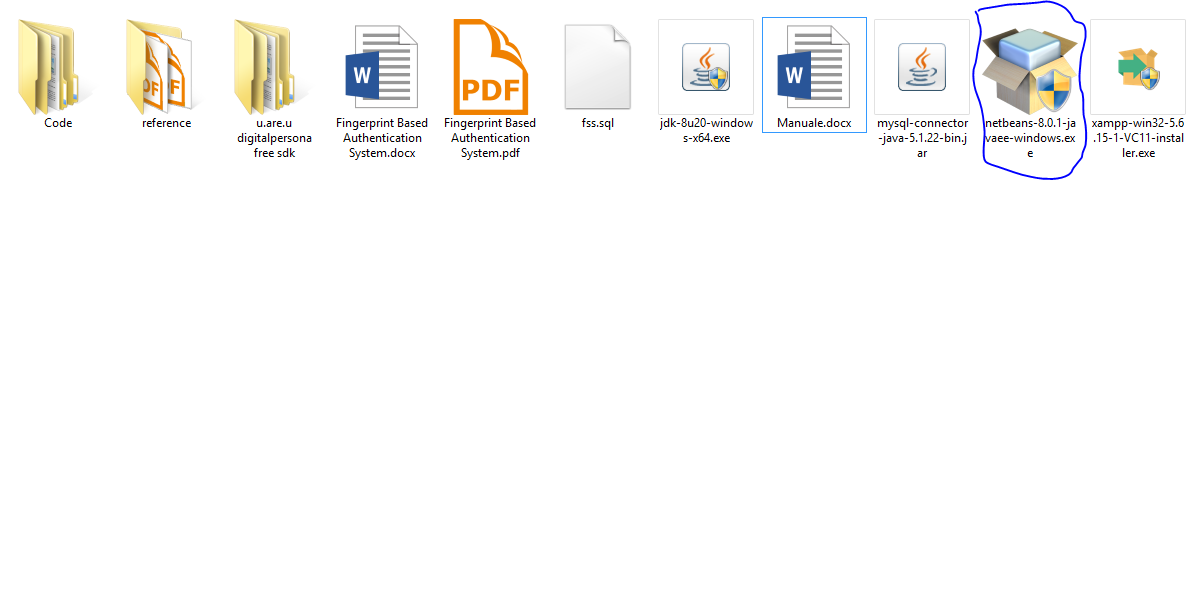 Code
reference
u.are.u
digitalpersona
free sdk
W
Fingerprint Based
Authentication
System.docx
PDF
Fingerprint Based
Authentication
System.pdf
fss.sql
jdk-8u20-window
s-x64.exe
W
Manuale.docx
mysql-connector
-java-5.1.22-bin.j
ar
netbeans-8.0.1-ja
vaee-windows.ex
e
xampp-win32-5.6
.15-1-VC11-instal
ler.exe